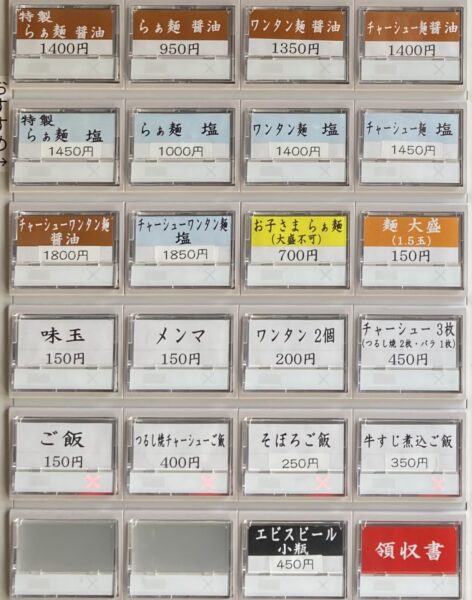 特製
らぁ麺 醤油
1400円
らぁ麺 醤油
950円
ワンタン麺 醤油
1350円
チャーシュー麺 醤油
1400円
おすすめ→
特製
らぁ麺 塩
1450円
らぁ麺 塩
1000円
ワンタン麺 塩
1400円
チャーシュー麺 塩
1450円
チャーシューワンタン麺
醤油
1800円
チャーシューワンタン麺
塩
1850円
お子さま らぁ麺
(大盛不可)
700円
麺 大盛
(1.5玉)
150円
味玉
150円
メンマ
150円
ワンタン 2個
200円
チャーシュー 3枚
(つるし焼 2枚・バラ 1枚)
450円
ご飯
150円
つるし焼チャーシューご飯
400円
そぼろご飯
250円
牛すじ煮込ご飯
350円
エビスビール
小瓶
450円
領収書